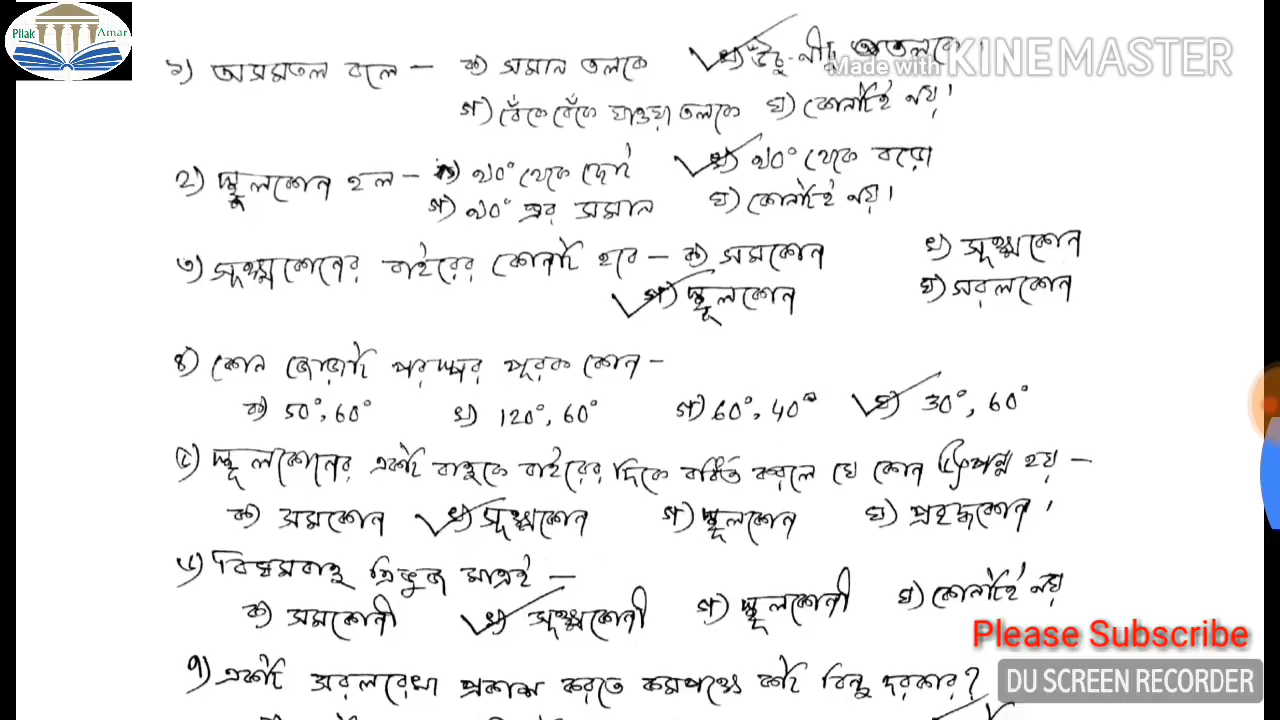 Pilak Amar
১) অসমতল বলে — ক) সমান তলকে খ) উঁচু-নীচু
Made with KINEMASTER
গ) বেঁকে বেঁকে যাওয়া তলকে ঘ) কোনটিই নয়।
২) স্থুলকোন হল — ক) ৯০° থেকে ছোট খ) ৯০° থেকে বড়ো
গ) ৯০° এর সমান ঘ) কোনটিই নয়।
৩) সূক্ষ্মকোনের বাইরের কোনটি হবে — ক) সমকোন খ) সূক্ষ্মকোন
গ) স্থূলকোন ঘ) সরলকোন
৪) কোন জোড়াটি পরস্পর পূরক কোন —
ক) 50°, 60° খ) 120°, 60° গ) 60°, 40° ঘ) 30°, 60°
৫) স্থূলকোনের একটি বাহুকে বাইরের দিকে বর্ধিত করলে যে কোন উৎপন্ন হয় —
ক) সমকোন খ) সূক্ষ্মকোন গ) স্থূলকোন ঘ) প্রবৃদ্ধকোন।
৬) বিষমবাহু ত্রিভুজ মাত্রই —
ক) সমকোনী খ) সূক্ষ্মকোনী গ) স্থূলকোনী ঘ) কোনটিই নয়
Please Subscribe
৭) একটি সরলরেখা প্রকাশ করতে কমপক্ষে কটি বিন্দু দরকার?
DU SCREEN RECORDER